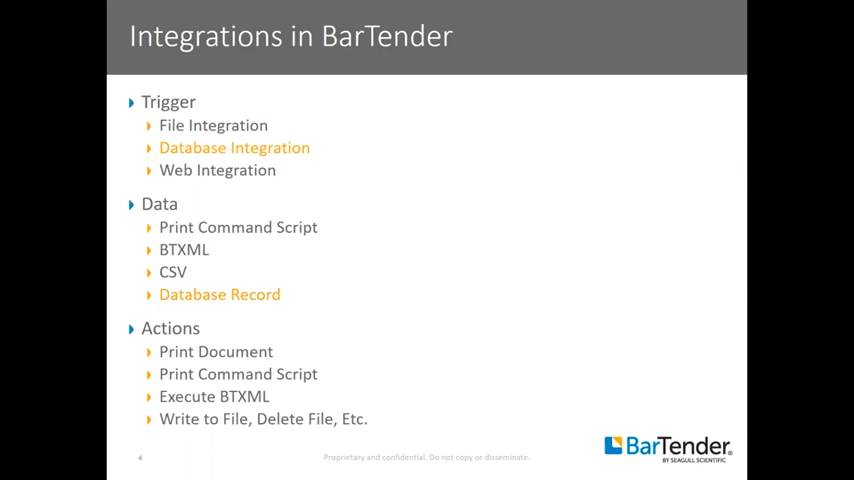 Integrations in BarTender
Trigger
File Integration
Database Integration
Web Integration
Data
Print Command Script
BTXML
CSV
Database Record
Actions
Print Document
Print Command Script
Execute BTXML
Write to File, Delete File, Etc.
4
Proprietary and confidential. Do not copy or disseminate.
BarTender®
BY SEAGULL SCIENTIFIC